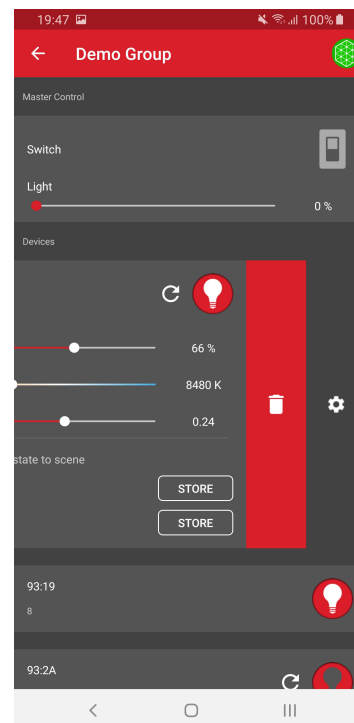 19:47 100%
Demo Group
Master Control
Switch
Light
0 %
Devices
66 %
8480 K
0.24
state to scene
STORE
STORE
93:19
8
93:2A